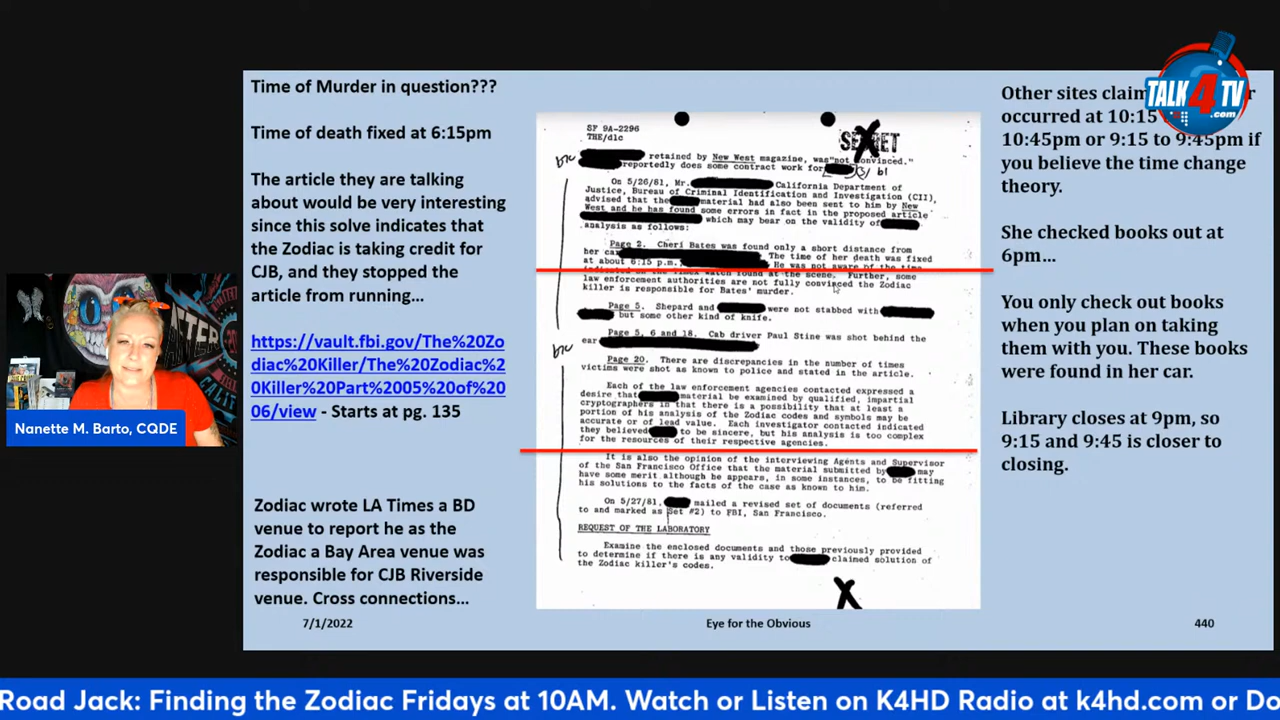 Time of Murder in question???
Time of death fixed at 6:15pm
The article they are talking
about would be very interesting
since this solve indicates that
the Zodiac is taking credit for
CJB, and they stopped the
article from running...
https://vault.fbi.gov/The%20Zo
diac%20Killer/The%20Zodiac%2
0Killer%20Part%2005%20of%20
06/view - Starts at pg. 135
Zodiac wrote LA Times a BD
venue to report he as the
Zodiac a Bay Area venue was
responsible for CJB Riverside
venue. Cross connections...
7/1/2022
SF 9A-2296
THE/dlc
retained by New West magazine, was "not convinced."
reportedly does some contract work for
b1
On 5/26/81, Mr. California Department of
Justice, Bureau of Criminal Identification and Investigation (CII),
advised that the material had also been sent to him by New
West and he has found some errors in fact in the proposed article
which may bear on the validity of
analysis as follows:
Page 2. Cheri Bates was found only a short distance from
her car The time of her death was fixed
at about 6:15 p.m. He was not aware of the time
indicated on the Timex watch found at the scene. Further, some
law enforcement authorities are not fully convinced the Zodiac
killer is responsible for Bates' murder.
Page 5. Shepard and were not stabbed with
but some other kind of knife.
Page 5, 6 and 18. Cab driver Paul Stine was shot behind the
ear
Page 20. There are discrepancies in the number of times
victims were shot as known to police and stated in the article.
Each of the law enforcement agencies contacted expressed a
desire that material be examined by qualified, impartial
cryptographers in that there is a possibility that at least a
portion of his analysis of the Zodiac codes and symbols may be
accurate or of lead value. Each investigator contacted indicated
they believed to be sincere, but his analysis is too complex
for the resources of their respective agencies.
It is also the opinion of the interviewing Agents and Supervisor
of the San Francisco Office that the material submitted by may
have some merit although he appears, in some instances, to be fitting
his solutions to the facts of the case as known to him.
On 5/27/81, mailed a revised set of documents (referred
to and marked as Set #2) to FBI, San Francisco.
REQUEST OF THE LABORATORY
Examine the enclosed documents and those previously provided
to determine if there is any validity to claimed solution of
the Zodiac killer's codes.
Eye for the Obvious
Other sites claim
occurred at 10:15
10:45pm or 9:15 to 9:45pm if
you believe the time change
theory.
She checked books out at
6pm...
You only check out books
when you plan on taking
them with you. These books
were found in her car.
Library closes at 9pm, so
9:15 and 9:45 is closer to
closing.
440
TALK4TV
.com
Nanette M. Barto, CQDE
Road Jack: Finding the Zodiac Fridays at 10AM. Watch or Listen on K4HD Radio at k4hd.com or Do